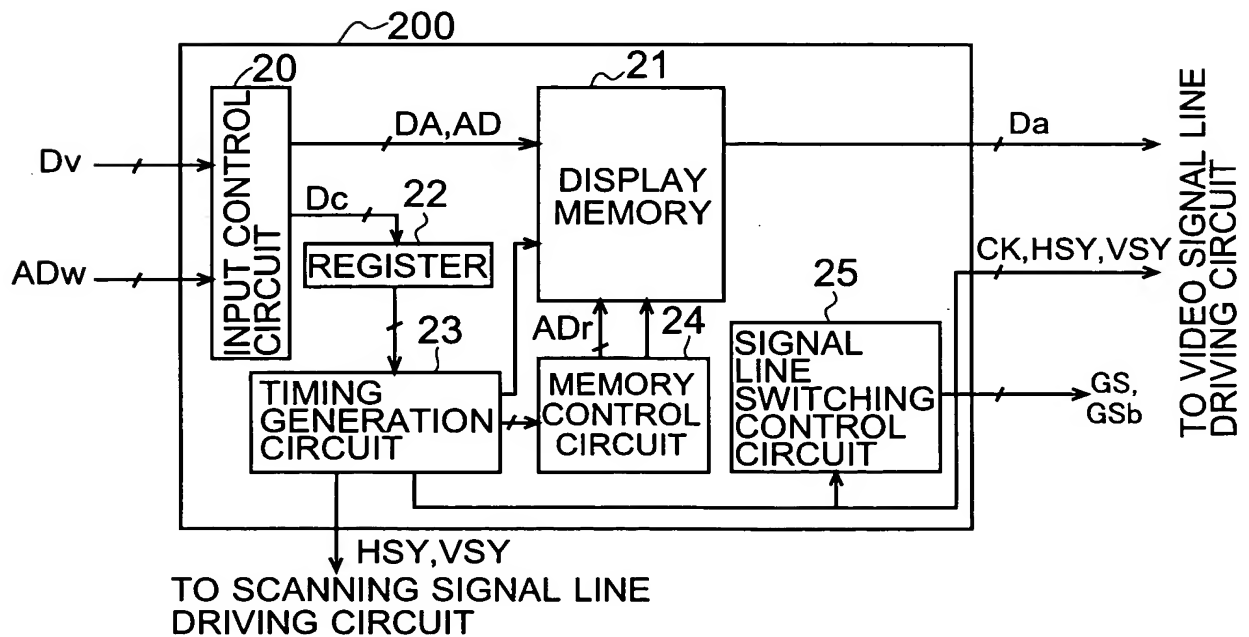 200
20
INPUT CONTROL
CIRCUIT
Dv
ADw
DA,AD
Dc
22
REGISTER
21
DISPLAY
MEMORY
Da
CK,HSY,VSY
23
TIMING
GENERATION
CIRCUIT
ADr
24
MEMORY
CONTROL
CIRCUIT
25
SIGNAL
LINE
SWITCHING
CONTROL
CIRCUIT
GS,
GSb
TO VIDEO SIGNAL LINE
DRIVING CIRCUIT
HSY,VSY
TO SCANNING SIGNAL LINE
DRIVING CIRCUIT